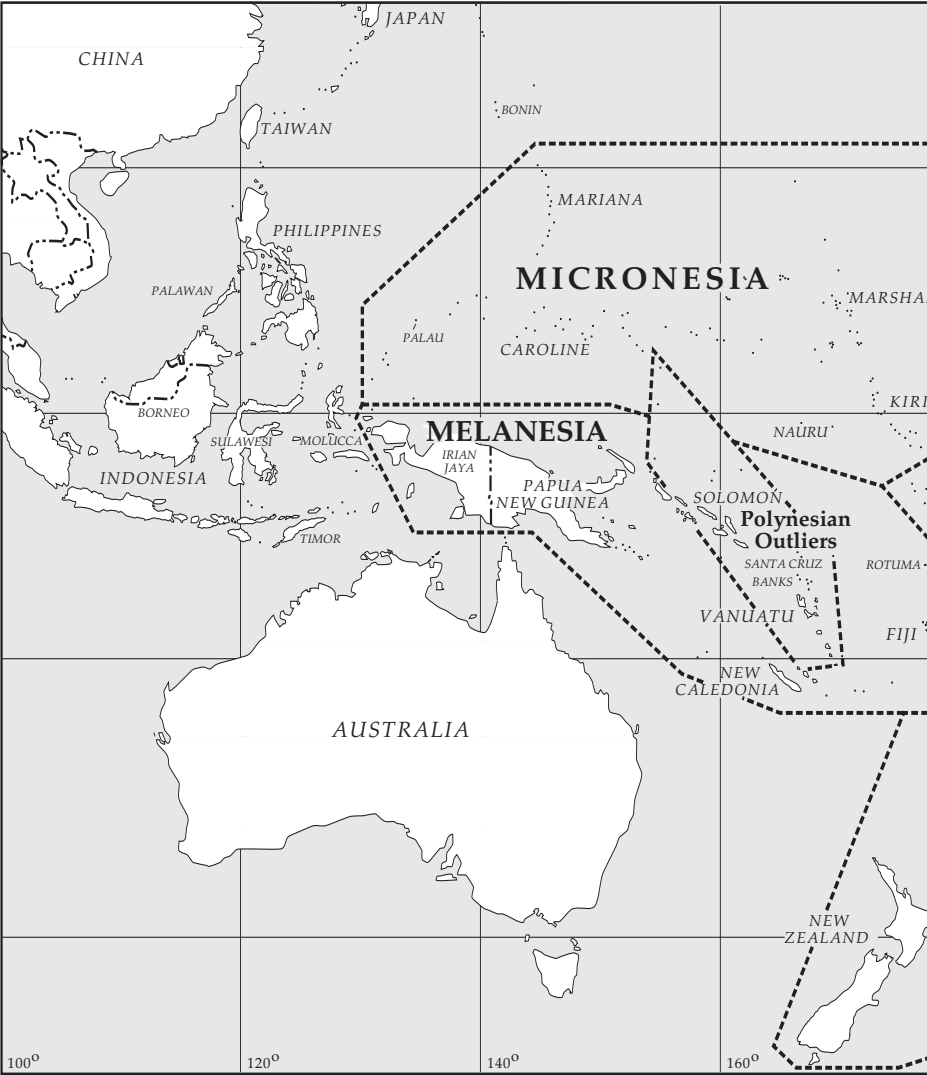 JAPAN
CHINA
BONIN
TAIWAN
MARIANA
PHILIPPINES
MICRONESIA
PALAWAN
MARSHA
PALAU
CAROLINE
KIRI
BORNEO
MELANESIA
NAURU
SULAWESI
MOLUCCA
IRIAN
JAYA
INDONESIA
PAPUA
NEW GUINEA
SOLOMON
Polynesian
Outliers
TIMOR
SANTA CRUZ
BANKS
ROTUMA
VANUATU
FIJI
NEW
CALEDONIA
AUSTRALIA
NEW
ZEALAND
100° 120° 140° 160°